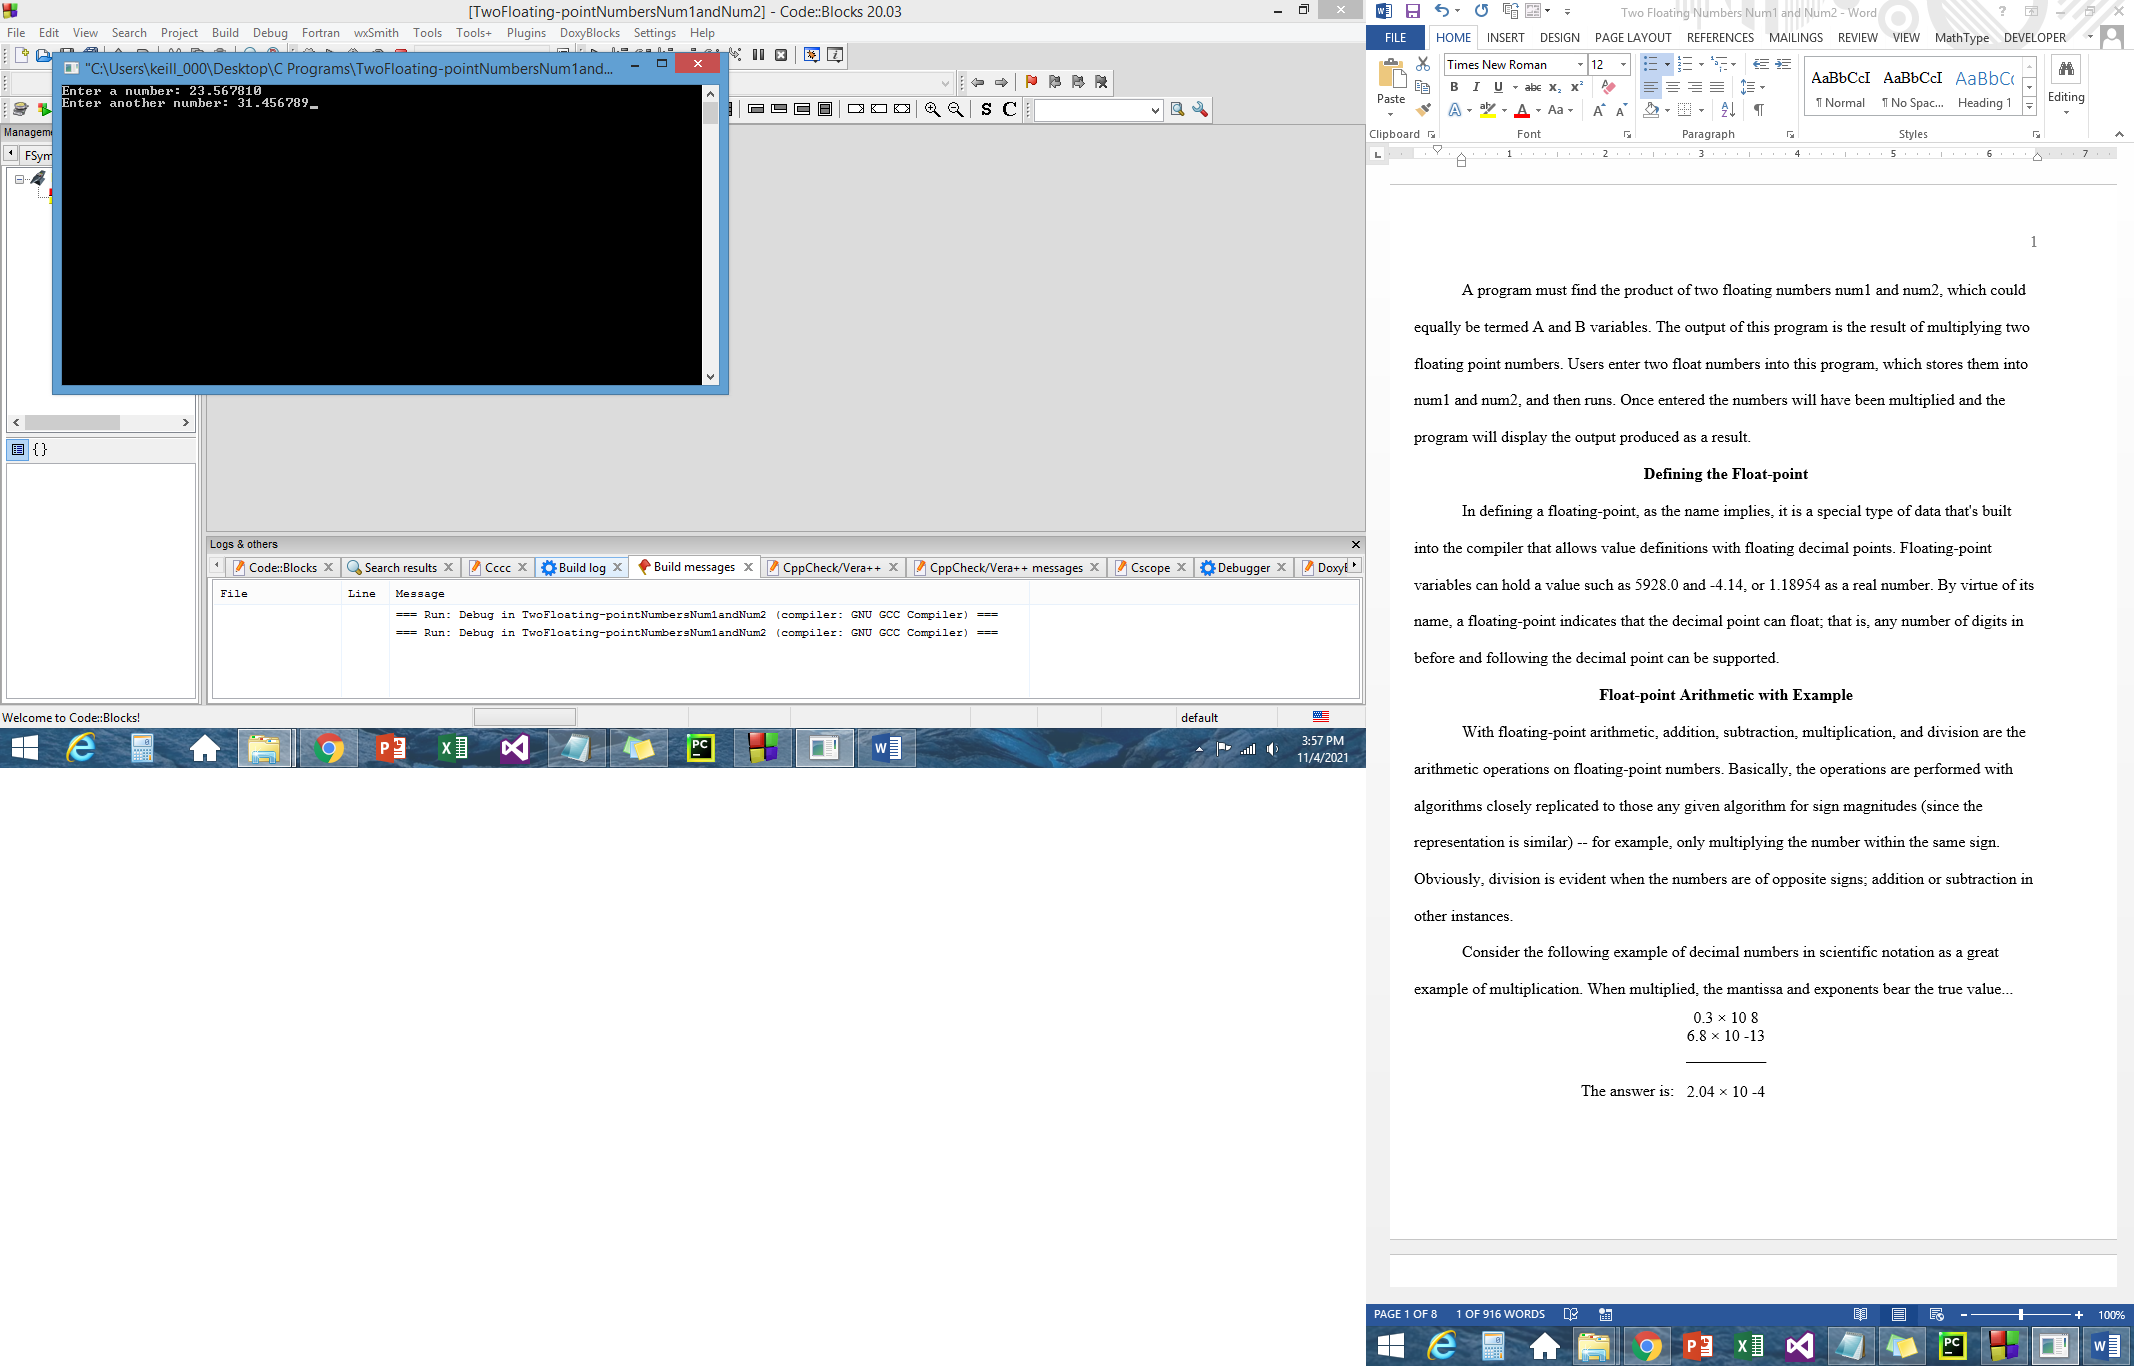 [TwoFloating-pointNumbersNum1andNum2] - Code::Blocks 20.03
File Edit View Search Project Build Debug Fortran wxSmith Tools Tools+ Plugins DoxyBlocks Settings Help
"C:\Users\keill_000\Desktop\C Programs\TwoFloating-pointNumbersNum1and...
Enter a number: 23.567810
Enter another number: 31.456789_
S C
Manageme
FSym
{}
Logs & others
Code::Blocks Search results Cccc Build log Build messages CppCheck/Vera++ CppCheck/Vera++ messages Cscope Debugger DoxyB
File Line Message
=== Run: Debug in TwoFloating-pointNumbersNum1andNum2 (compiler: GNU GCC Compiler) ===
=== Run: Debug in TwoFloating-pointNumbersNum1andNum2 (compiler: GNU GCC Compiler) ===
Welcome to Code::Blocks! default
3:57 PM
11/4/2021
Two Floating Numbers Num1 and Num2 - Word
FILE HOME INSERT DESIGN PAGE LAYOUT REFERENCES MAILINGS REVIEW VIEW MathType DEVELOPER
Times New Roman 12
Paste
B I U abc x₂ x²
AaBbCcI AaBbCcI AaBbCc
¶ Normal ¶ No Spac... Heading 1
Editing
Clipboard Font Paragraph Styles
1 2 3 4 5 6 7
1
A program must find the product of two floating numbers num1 and num2, which could
equally be termed A and B variables. The output of this program is the result of multiplying two
floating point numbers. Users enter two float numbers into this program, which stores them into
num1 and num2, and then runs. Once entered the numbers will have been multiplied and the
program will display the output produced as a result.
Defining the Float-point
In defining a floating-point, as the name implies, it is a special type of data that's built
into the compiler that allows value definitions with floating decimal points. Floating-point
variables can hold a value such as 5928.0 and -4.14, or 1.18954 as a real number. By virtue of its
name, a floating-point indicates that the decimal point can float; that is, any number of digits in
before and following the decimal point can be supported.
Float-point Arithmetic with Example
With floating-point arithmetic, addition, subtraction, multiplication, and division are the
arithmetic operations on floating-point numbers. Basically, the operations are performed with
algorithms closely replicated to those any given algorithm for sign magnitudes (since the
representation is similar) -- for example, only multiplying the number within the same sign.
Obviously, division is evident when the numbers are of opposite signs; addition or subtraction in
other instances.
Consider the following example of decimal numbers in scientific notation as a great
example of multiplication. When multiplied, the mantissa and exponents bear the true value...
0.3 × 10 8
6.8 × 10 -13
The answer is: 2.04 × 10 -4
PAGE 1 OF 8 1 OF 916 WORDS 100%